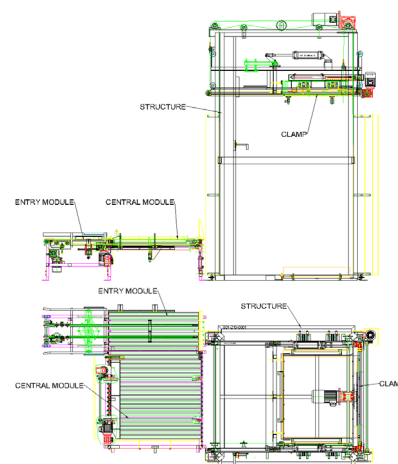 STRUCTURE
CLAMP
ENTRY MODULE
CENTRAL MODULE
ENTRY MODULE
STRUCTURE
CENTRAL MODULE
CLAM